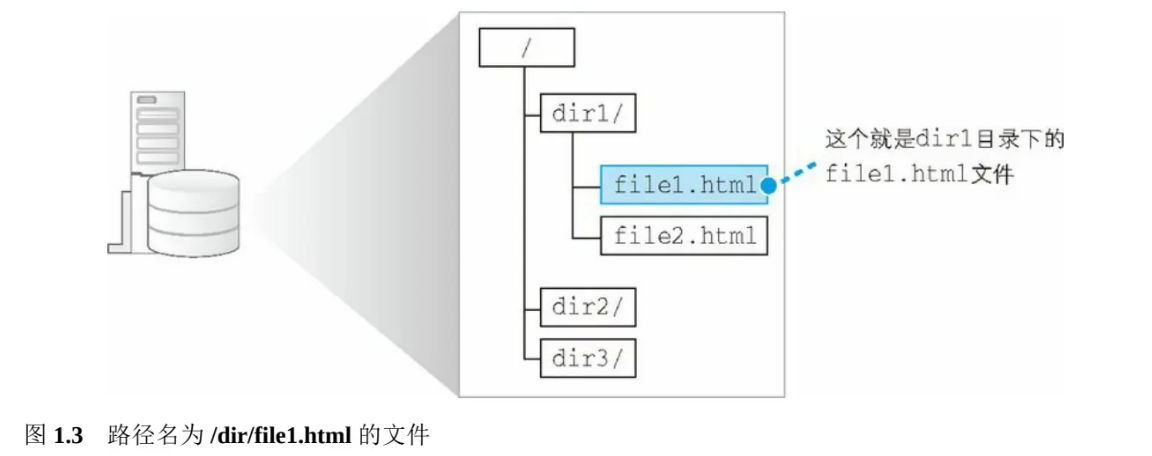 /
dir1/
file1.html
file2.html
dir2/
dir3/
这个就是dir1目录下的
file1.html文件
图 1.3 路径名为 /dir/file1.html 的文件